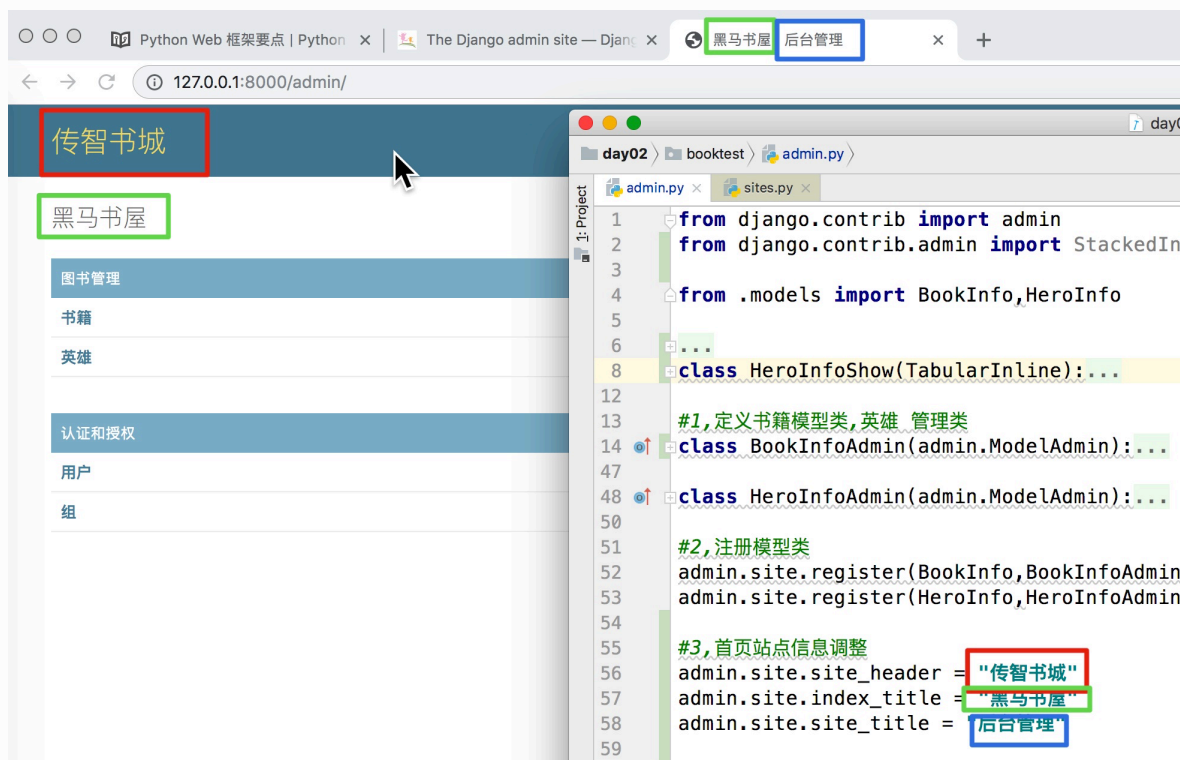 Python Web 框架要点 | Pytho
The Django admin site — Djang
黑马书屋 后台管理
127.0.0.1:8000/admin/
传智书城
黑马书屋
图书管理
书籍
英雄
认证和授权
用户
组
day0
day02 booktest admin.py
admin.py sites.py
1: Project
1 from django.contrib import admin
2 from django.contrib.admin import StackedIn
3
4 from .models import BookInfo,HeroInfo
5
6 ...
8 class HeroInfoShow(TabularInline):...
12
13 #1,定义书籍模型类,英雄 管理类
14 class BookInfoAdmin(admin.ModelAdmin):...
47
48 class HeroInfoAdmin(admin.ModelAdmin):...
50
51 #2,注册模型类
52 admin.site.register(BookInfo,BookInfoAdmin
53 admin.site.register(HeroInfo,HeroInfoAdmin
54
55 #3,首页站点信息调整
56 admin.site.site_header = "传智书城"
57 admin.site.index_title = "黑马书屋"
58 admin.site.site_title = "后台管理"
59